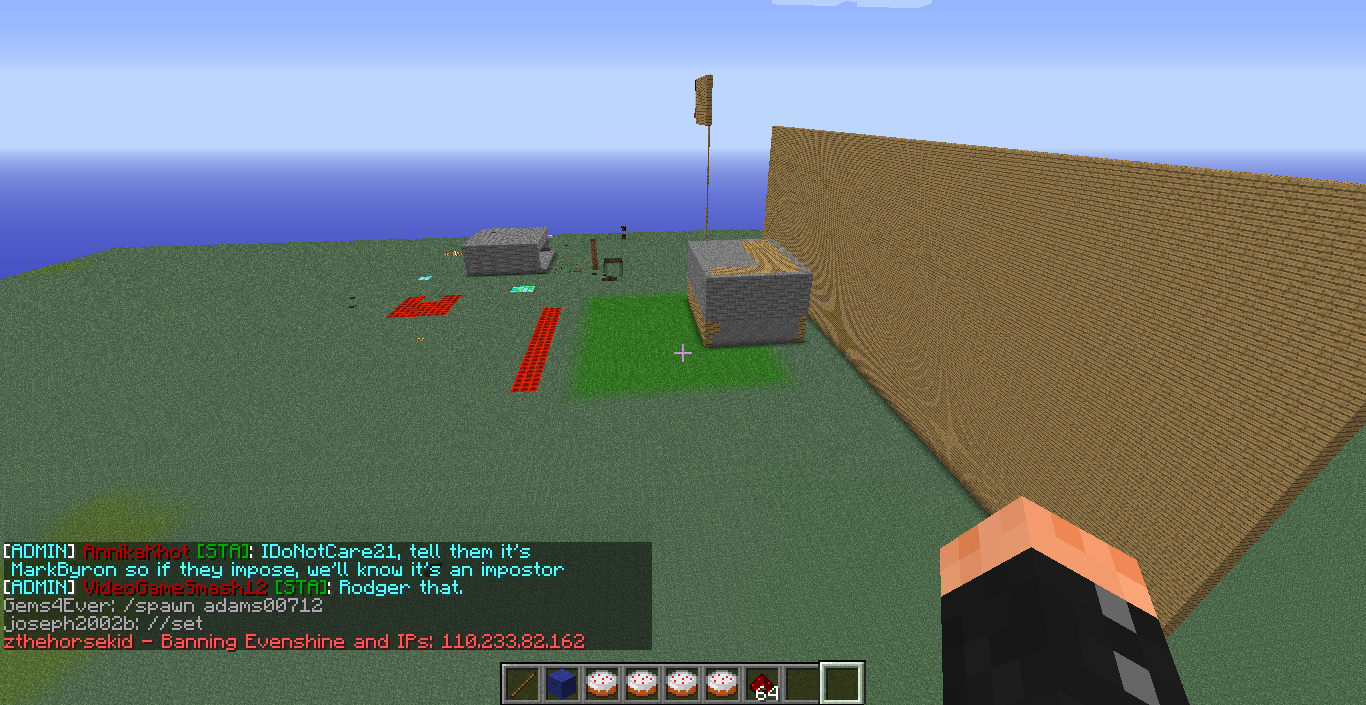 [ADMIN] AnnikaKhot [STA]: IDoNotCare21, tell them it's
MarkByron so if they impose, we'll know it's an impostor
[ADMIN] VideoGameSmash12 [STA]: Rodger that.
Gems4Ever: /spawn adams00712
joseph2002b: //set
zthehorsekid - Banning Evenshine and IPs: 110.233.82.162
64